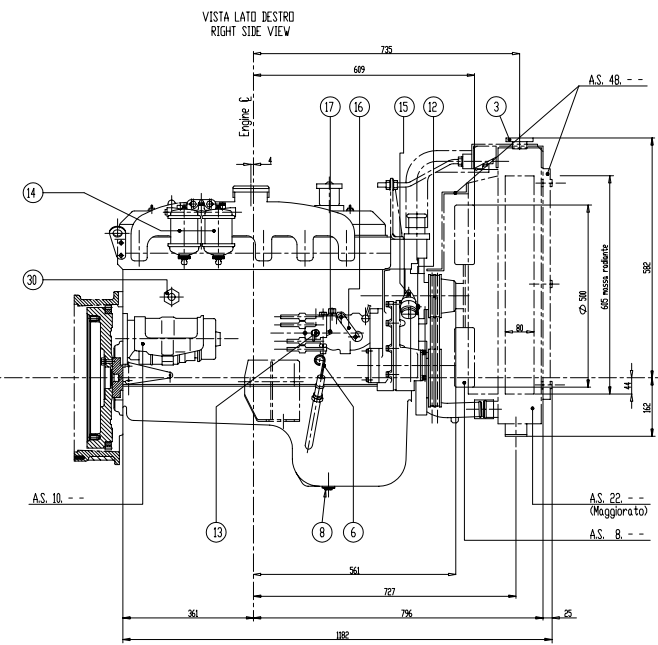 VISTA LATO DESTRO
RIGHT SIDE VIEW
735
609
A.S. 48. - -
Engine ℄
17
16
15
12
3
4
14
30
582
605 massa radiante
Ø 500
80
44
162
A.S. 10. - -
13
8
6
A.S. 22. - -
(Maggiorato)
A.S. 8. - -
561
727
361
796
25
1182